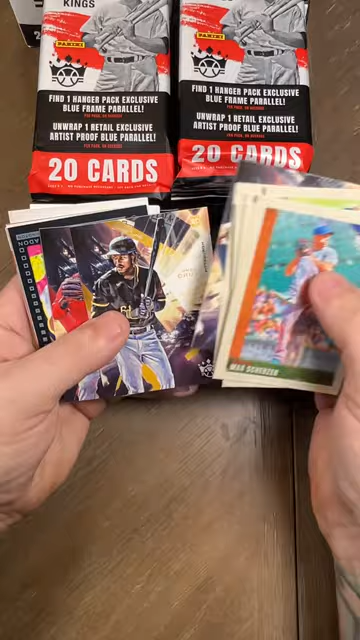 KINGS
PANINI
FIND 1 HANGER PACK EXCLUSIVE
BLUE FRAME PARALLEL!
UNWRAP 1 RETAIL EXCLUSIVE
ARTIST PROOF BLUE PARALLEL!
20 CARDS
PANINI
FIND 1 HANGER PACK EXCLUSIVE
BLUE FRAME PARALLEL!
UNWRAP 1 RETAIL EXCLUSIVE
ARTIST PROOF BLUE PARALLEL!
20 CARDS
CRUZ
MAX SCHERZER